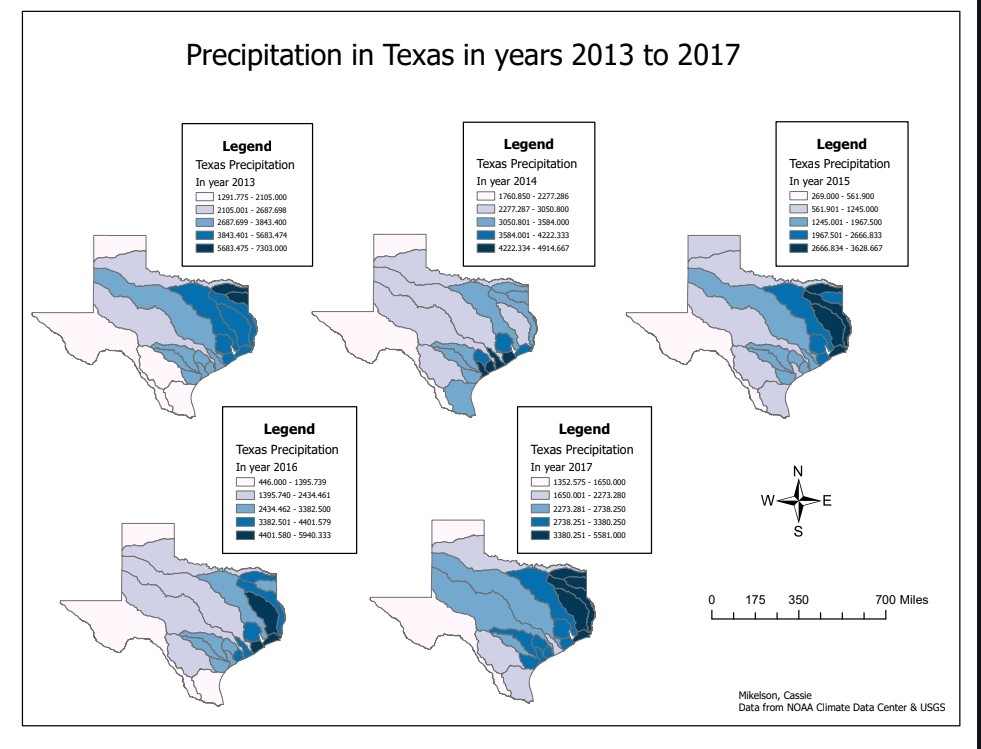 Precipitation in Texas in years 2013 to 2017
Legend
Texas Precipitation
In year 2013
1291.775 - 2105.000
2105.001 - 2687.698
2687.699 - 3843.400
3843.401 - 5683.474
5683.475 - 7303.000
Legend
Texas Precipitation
In year 2014
1760.850 - 2277.286
2277.287 - 3050.800
3050.801 - 3584.000
3584.001 - 4222.333
4222.334 - 4914.667
Legend
Texas Precipitation
In year 2015
269.000 - 561.900
561.901 - 1245.000
1245.001 - 1967.500
1967.501 - 2666.833
2666.834 - 3628.667
Legend
Texas Precipitation
In year 2016
446.000 - 1395.739
1395.740 - 2434.461
2434.462 - 3382.500
3382.501 - 4401.579
4401.580 - 5940.333
Legend
Texas Precipitation
In year 2017
1352.575 - 1650.000
1650.001 - 2273.280
2273.281 - 2738.250
2738.251 - 3380.250
3380.251 - 5581.000
N
W E
S
0 175 350 700 Miles
Mikelson, Cassie
Data from NOAA Climate Data Center & USGS